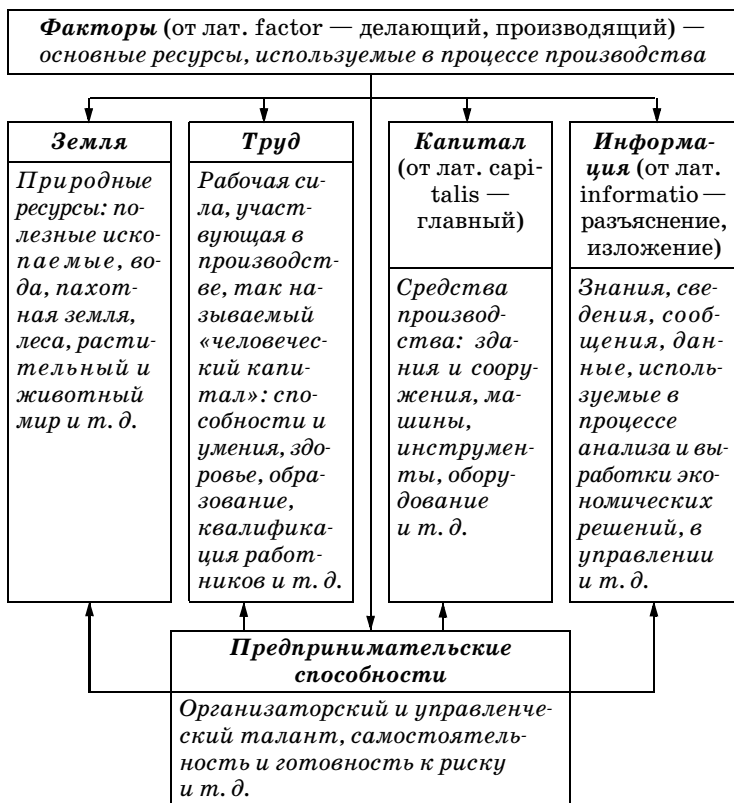 Факторы (от лат. factor — делающий, производящий) —
основные ресурсы, используемые в процессе производства
Земля
Природные
ресурсы: по-
лезные иско-
паемые, во-
да, пахот-
ная земля,
леса, расти-
тельный и
животный
мир и т. д.
Труд
Рабочая си-
ла, участ-
вующая в
производст-
ве, так на-
зываемый
«человечес-
кий капи-
тал»: спо-
собности и
умения, здо-
ровье, обра-
зование,
квалифика-
ция работ-
ников и т. д.
Капитал
(от лат. capi-
talis —
главный)
Средства
производ-
ства: зда-
ния и соору-
жения, ма-
шины,
инструмен-
ты, обору-
дование
и т. д.
Информа-
ция (от лат.
informatio —
разъяснение,
изложение)
Знания, све-
дения, сооб-
щения, дан-
ные, исполь-
зуемые в
процессе
анализа и вы-
работки эко-
номических
решений, в
управлении
и т. д.
Предпринимательские
способности
Организаторский и управленче-
ский талант, самостоятель-
ность и готовность к риску
и т. д.